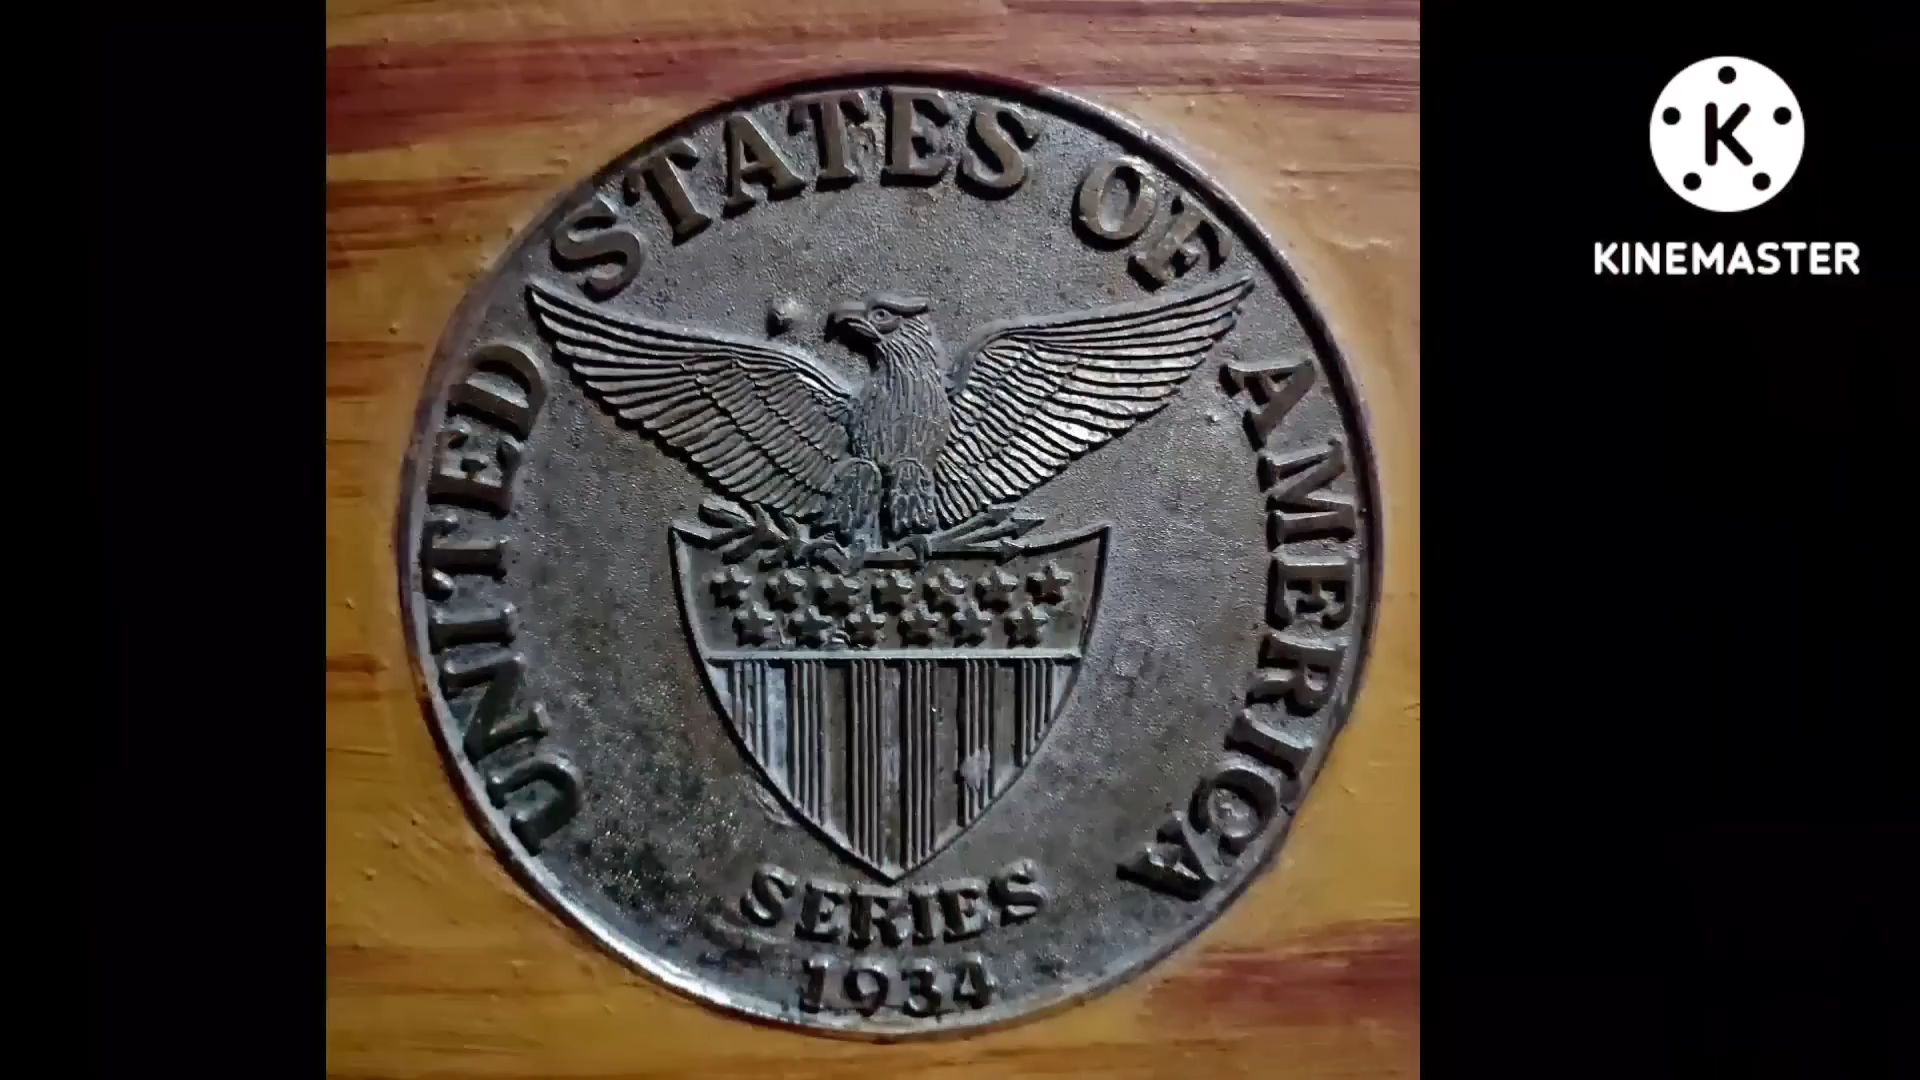 UNITED STATES OF AMERICA
SERIES
1934
K
KINEMASTER